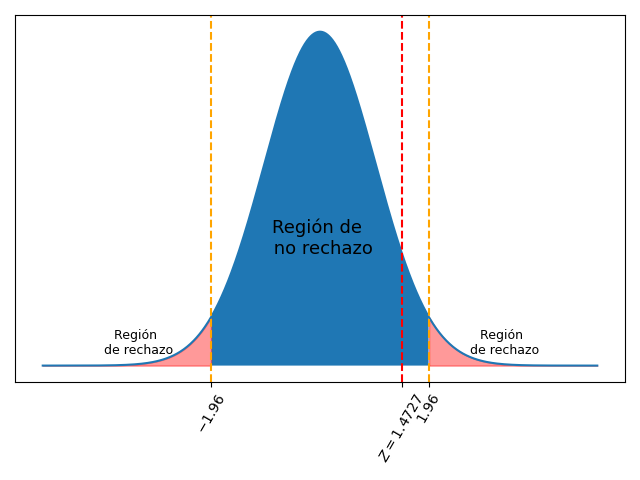 Región de
no rechazo
Región
de rechazo
Región
de rechazo
−1.96
Z = 1.4727
1.96